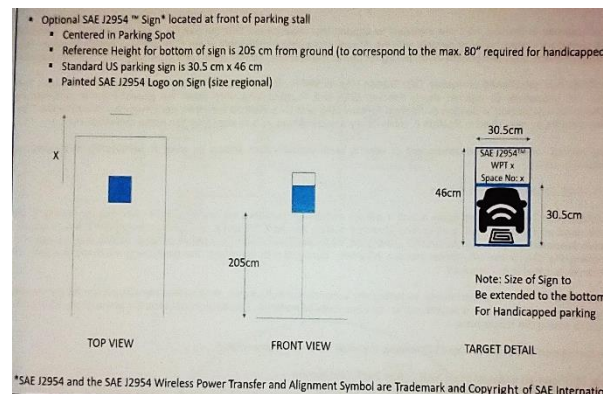 Optional SAE J2954 ™ Sign* located at front of parking stall
Centered in Parking Spot
Reference Height for bottom of sign is 205 cm from ground (to correspond to the max. 80" required for handicapped
Standard US parking sign is 30.5 cm x 46 cm
Painted SAE J2954 Logo on Sign (size regional)
X
TOP VIEW
205cm
FRONT VIEW
30.5cm
SAE J2954™
WPT x
Space No: x
46cm
30.5cm
Note: Size of Sign to
Be extended to the bottom
For Handicapped parking
TARGET DETAIL
*SAE J2954 and the SAE J2954 Wireless Power Transfer and Alignment Symbol are Trademark and Copyright of SAE Internatio